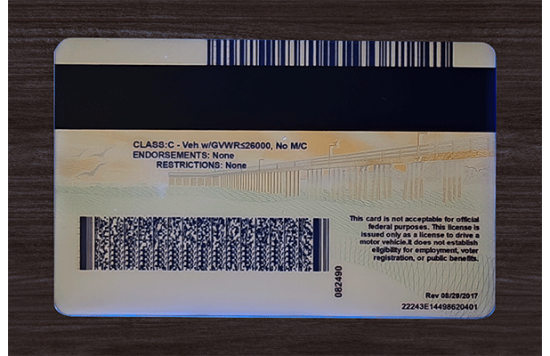 CLASS:C - Veh w/GVWR≤26000, No M/C
ENDORSEMENTS: None
RESTRICTIONS: None
This card is not acceptable for official
federal purposes. This license is
issued only as a license to drive a
motor vehicle.It does not establish
eligibility for employment, voter
registration, or public benefits.
082490
Rev 08/29/2017
22243E14498620401